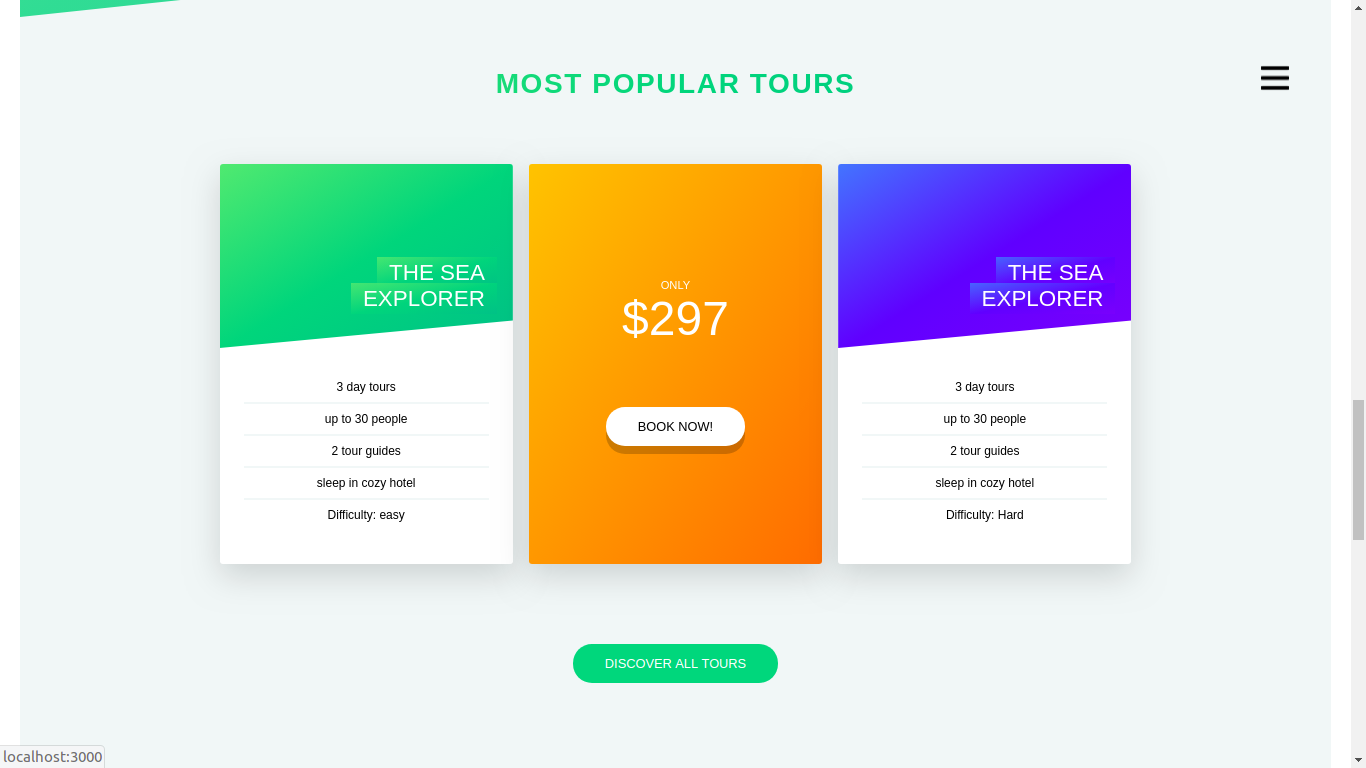 MOST POPULAR TOURS
THE SEA
EXPLORER
3 day tours
up to 30 people
2 tour guides
sleep in cozy hotel
Difficulty: easy
ONLY
$297
BOOK NOW!
THE SEA
EXPLORER
3 day tours
up to 30 people
2 tour guides
sleep in cozy hotel
Difficulty: Hard
DISCOVER ALL TOURS
localhost:3000